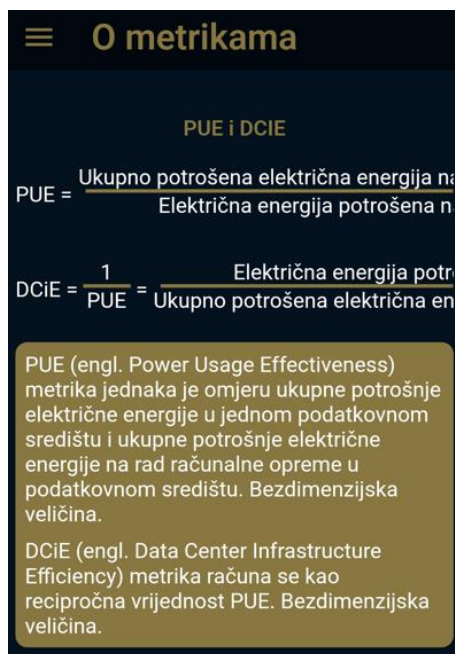 O metrikama
PUE i DCIE
PUE = Ukupno potrošena električna energija
Električna energija potrošena
DCiE = 1 / PUE = Električna energija
Ukupno potrošena električna
PUE (engl. Power Usage Effectiveness)
metrika jednaka je omjeru ukupne potrošnje
električne energije u jednom podatkovnom
središtu i ukupne potrošnje električne
energije na rad računalne opreme u
podatkovnom središtu. Bezdimenzijska
veličina.
DCiE (engl. Data Center Infrastructure
Efficiency) metrika računa se kao
recipročna vrijednost PUE. Bezdimenzijska
veličina.